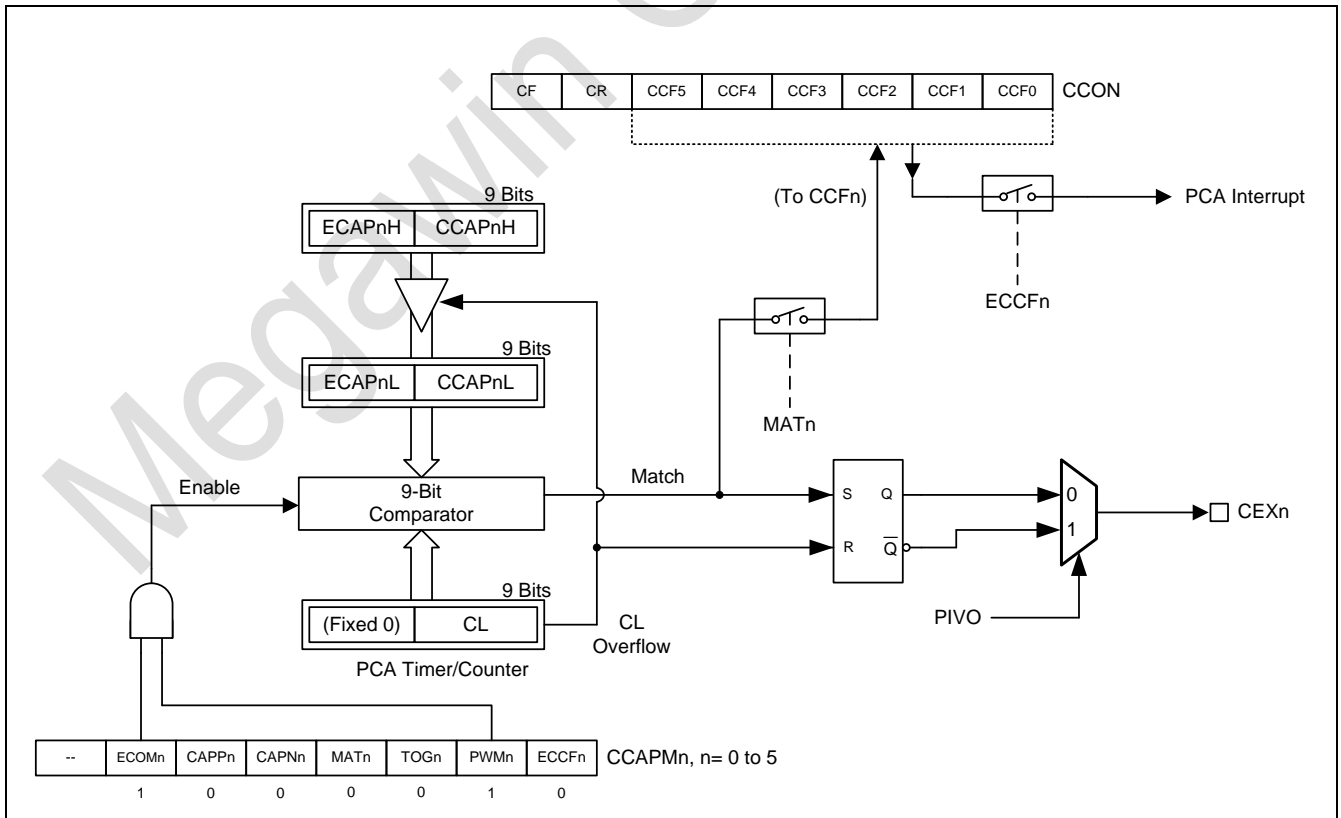 CF CR CCF5 CCF4 CCF3 CCF2 CCF1 CCF0 CCON
(To CCFn)
PCA Interrupt
9 Bits
ECAPnH CCAPnH
ECCFn
9 Bits
ECAPnL CCAPnL
MATn
Enable
9-Bit
Comparator
Match
S Q
R Q
0
1
CEXn
9 Bits
(Fixed 0) CL
CL
Overflow
PIVO
PCA Timer/Counter
-- ECOMn CAPPn CAPNn MATn TOGn PWMn ECCFn CCAPMn, n= 0 to 5
1 0 0 0 0 1 0
Megawin